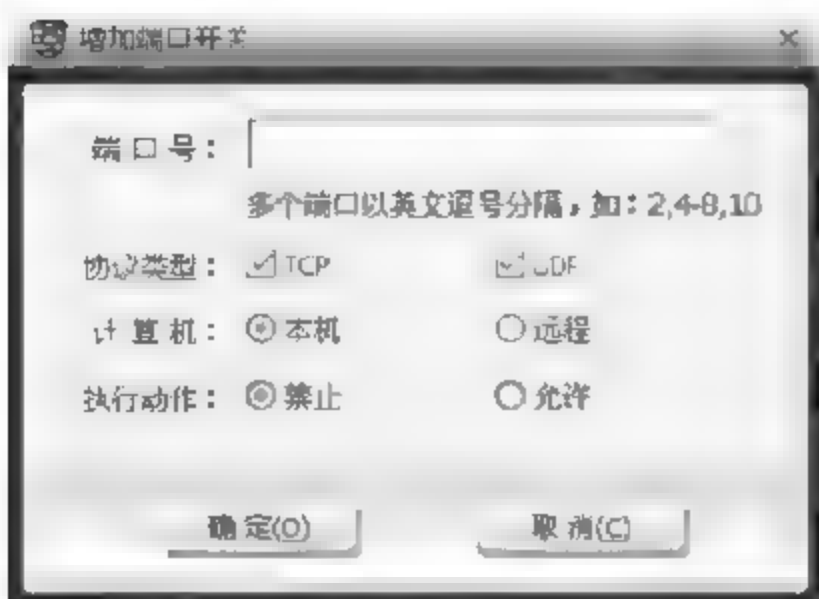 增加端口开关
端口号：
多个端口以英文逗号分隔，如：2,4-8,10
协议类型： TCP UDP
计算机： 本机 远程
执行动作： 禁止 允许
确定(O) 取消(C)